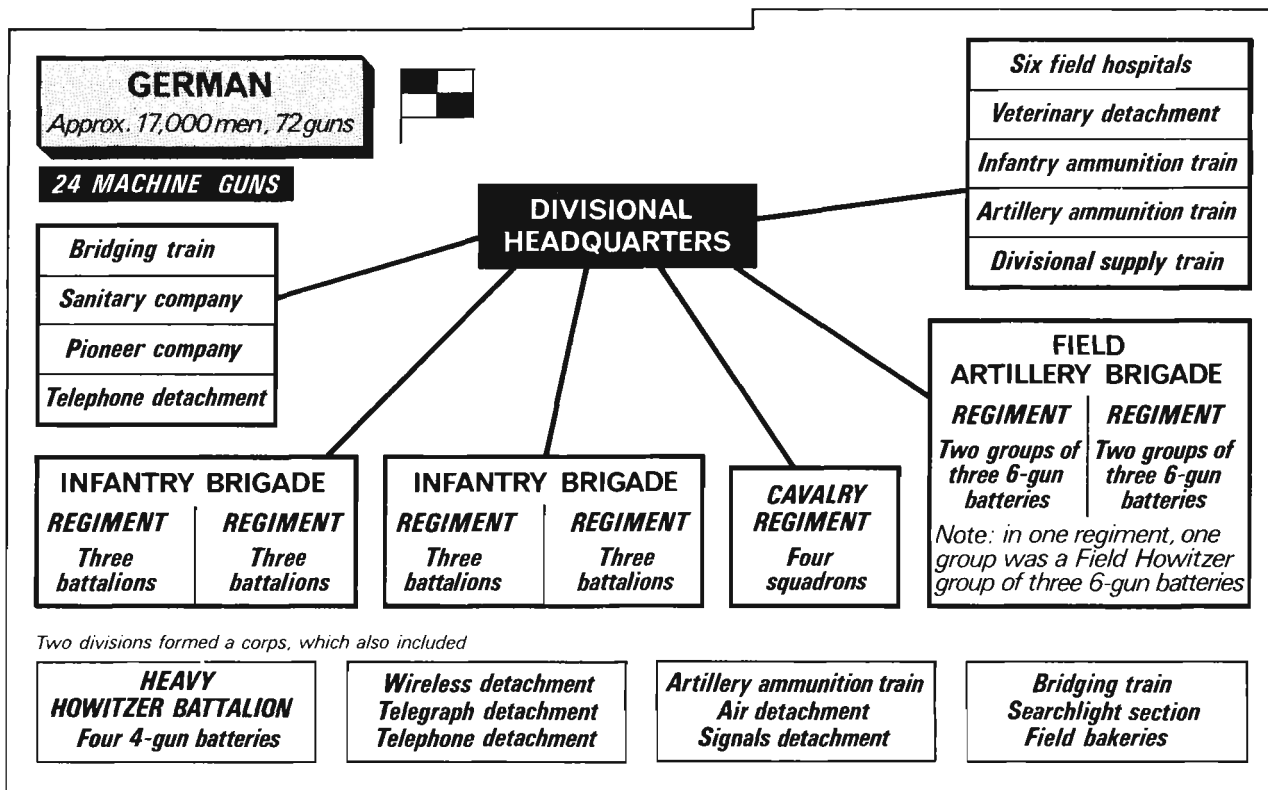 GERMAN
Approx. 17,000 men, 72 guns
24 MACHINE GUNS
Bridging train
Sanitary company
Pioneer company
Telephone detachment
DIVISIONAL
HEADQUARTERS
Six field hospitals
Veterinary detachment
Infantry ammunition train
Artillery ammunition train
Divisional supply train
INFANTRY BRIGADE
REGIMENT
Three
battalions
REGIMENT
Three
battalions
INFANTRY BRIGADE
REGIMENT
Three
battalions
REGIMENT
Three
battalions
CAVALRY
REGIMENT
Four
squadrons
FIELD
ARTILLERY BRIGADE
REGIMENT
Two groups of
three 6-gun
batteries
REGIMENT
Two groups of
three 6-gun
batteries
Note: in one regiment, one
group was a Field Howitzer
group of three 6-gun batteries
Two divisions formed a corps, which also included
HEAVY
HOWITZER BATTALION
Four 4-gun batteries
Wireless detachment
Telegraph detachment
Telephone detachment
Artillery ammunition train
Air detachment
Signals detachment
Bridging train
Searchlight section
Field bakeries